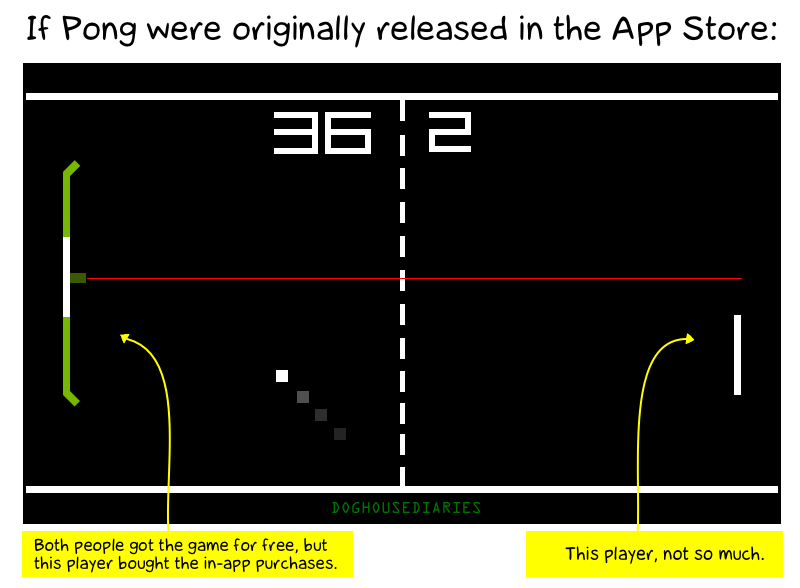 If Pong were originally released in the App Store:
36 2
DOGHOUSEDIARIES
Both people got the game for free, but
this player bought the in-app purchases.
This player, not so much.